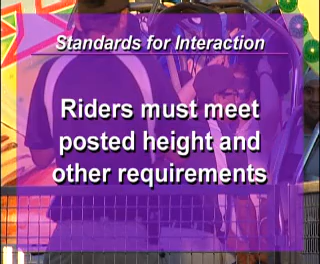 Standards for Interaction
Riders must meet
posted height and
other requirements